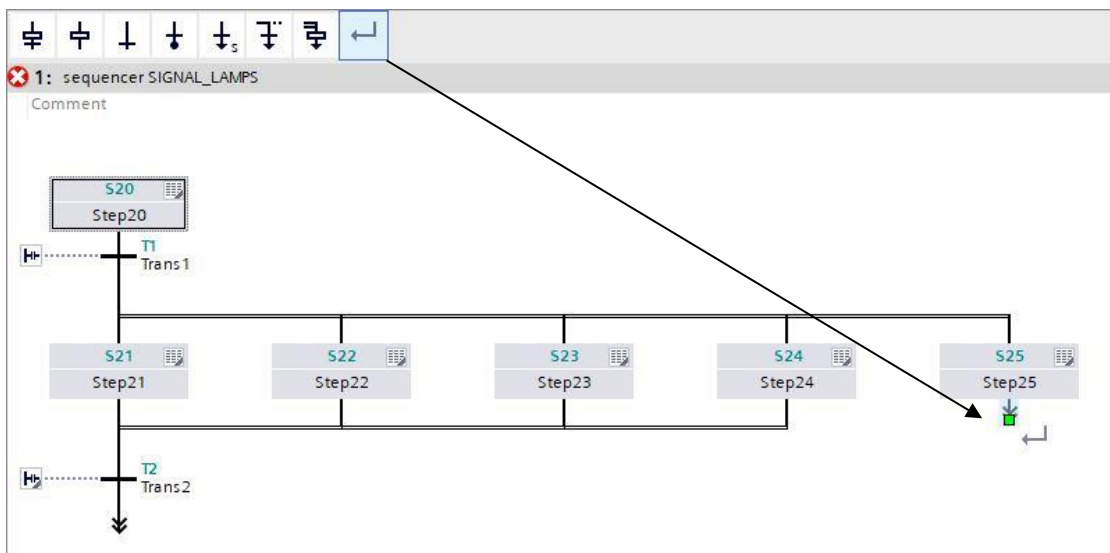 s
1: sequencer SIGNAL_LAMPS
Comment
S20
Step20
T1
Trans1
S21 S22 S23 S24 S25
Step21 Step22 Step23 Step24 Step25
T2
Trans2